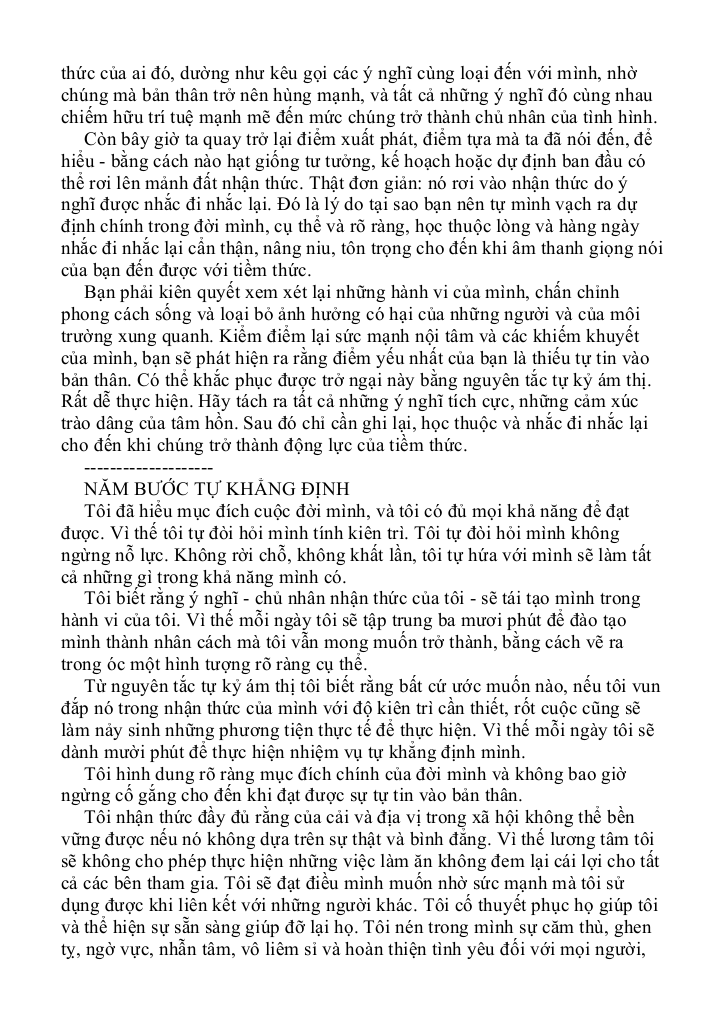 thức của ai đó, dường như kêu gọi các ý nghĩ cùng loại đến với mình, nhờ
chúng mà bản thân trở nên hùng mạnh, và tất cả những ý nghĩ đó cùng nhau
chiếm hữu trí tuệ mạnh mẽ đến mức chúng trở thành chủ nhân của tình hình.
Còn bây giờ ta quay trở lại điểm xuất phát, điểm tựa mà ta đã nói đến, để
hiểu - bằng cách nào hạt giống tư tưởng, kế hoạch hoặc dự định ban đầu có
thể rơi lên mảnh đất nhận thức. Thật đơn giản: nó rơi vào nhận thức do ý
nghĩ được nhắc đi nhắc lại. Đó là lý do tại sao bạn nên tự mình vạch ra dự
định chính trong đời mình, cụ thể và rõ ràng, học thuộc lòng và hàng ngày
nhắc đi nhắc lại cẩn thận, nâng niu, tôn trọng cho đến khi âm thanh giọng nói
của bạn đến được với tiềm thức.
Bạn phải kiên quyết xem xét lại những hành vi của mình, chấn chỉnh
phong cách sống và loại bỏ ảnh hưởng có hại của những người và của môi
trường xung quanh. Kiểm điểm lại sức mạnh nội tâm và các khiếm khuyết
của mình, bạn sẽ phát hiện ra rằng điểm yếu nhất của bạn là thiếu tự tin vào
bản thân. Có thể khắc phục được trở ngại này bằng nguyên tắc tự kỷ ám thị.
Rất dễ thực hiện. Hãy tách ra tất cả những ý nghĩ tích cực, những cảm xúc
trào dâng của tâm hồn. Sau đó chỉ cần ghi lại, học thuộc và nhắc đi nhắc lại
cho đến khi chúng trở thành động lực của tiềm thức.
--------------------
NĂM BƯỚC TỰ KHẲNG ĐỊNH
Tôi đã hiểu mục đích cuộc đời mình, và tôi có đủ mọi khả năng để đạt
được. Vì thế tôi tự đòi hỏi mình tính kiên trì. Tôi tự đòi hỏi mình không
ngừng nỗ lực. Không rời chỗ, không khất lần, tôi tự hứa với mình sẽ làm tất
cả những gì trong khả năng mình có.
Tôi biết rằng ý nghĩ - chủ nhân nhận thức của tôi - sẽ tái tạo mình trong
hành vi của tôi. Vì thế mỗi ngày tôi sẽ tập trung ba mươi phút để đào tạo
mình thành nhân cách mà tôi vẫn mong muốn trở thành, bằng cách vẽ ra
trong óc một hình tượng rõ ràng cụ thể.
Từ nguyên tắc tự kỷ ám thị tôi biết rằng bất cứ ước muốn nào, nếu tôi vun
đắp nó trong nhận thức của mình với độ kiên trì cần thiết, rốt cuộc cũng sẽ
làm nảy sinh những phương tiện thực tế để thực hiện. Vì thế mỗi ngày tôi sẽ
dành mười phút để thực hiện nhiệm vụ tự khẳng định mình.
Tôi hình dung rõ ràng mục đích chính của đời mình và không bao giờ
ngừng cố gắng cho đến khi đạt được sự tự tin vào bản thân.
Tôi nhận thức đầy đủ rằng của cải và địa vị trong xã hội không thể bền
vững được nếu nó không dựa trên sự thật và bình đẳng. Vì thế lương tâm tôi
sẽ không cho phép thực hiện những việc làm ăn không đem lại cái lợi cho tất
cả các bên tham gia. Tôi sẽ đạt điều mình muốn nhờ sức mạnh mà tôi sử
dụng được khi liên kết với những người khác. Tôi cố thuyết phục họ giúp tôi
và thể hiện sự sẵn sàng giúp đỡ lại họ. Tôi nén trong mình sự căm thù, ghen
tỵ, ngờ vực, nhẫn tâm, vô liêm sỉ và hoàn thiện tình yêu đối với mọi người,